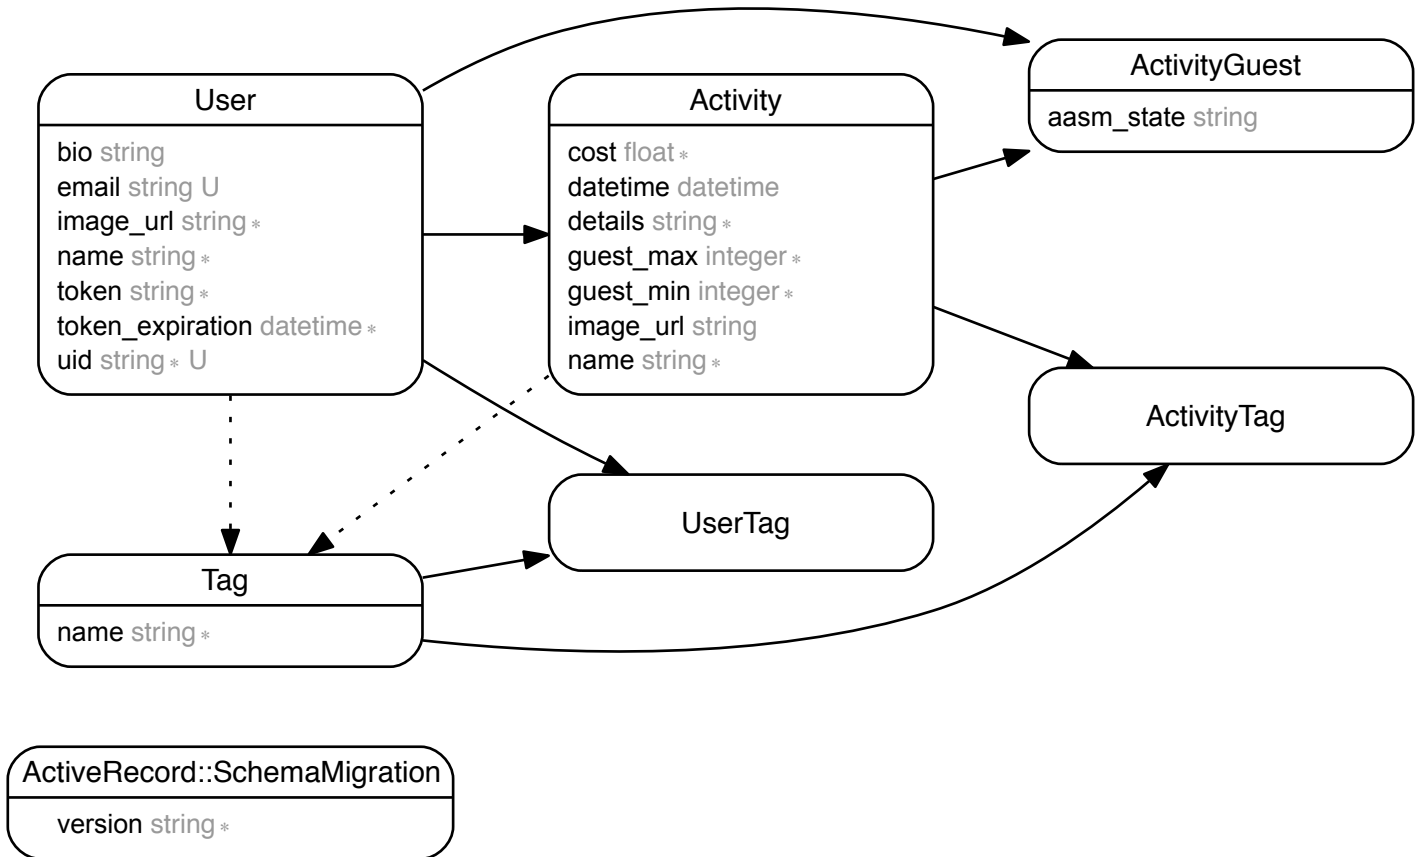 User
bio string
email string U
image_url string *
name string *
token string *
token_expiration datetime *
uid string * U
Activity
cost float *
datetime datetime
details string *
guest_max integer *
guest_min integer *
image_url string
name string *
ActivityGuest
aasm_state string
ActivityTag
UserTag
Tag
name string *
ActiveRecord::SchemaMigration
version string *